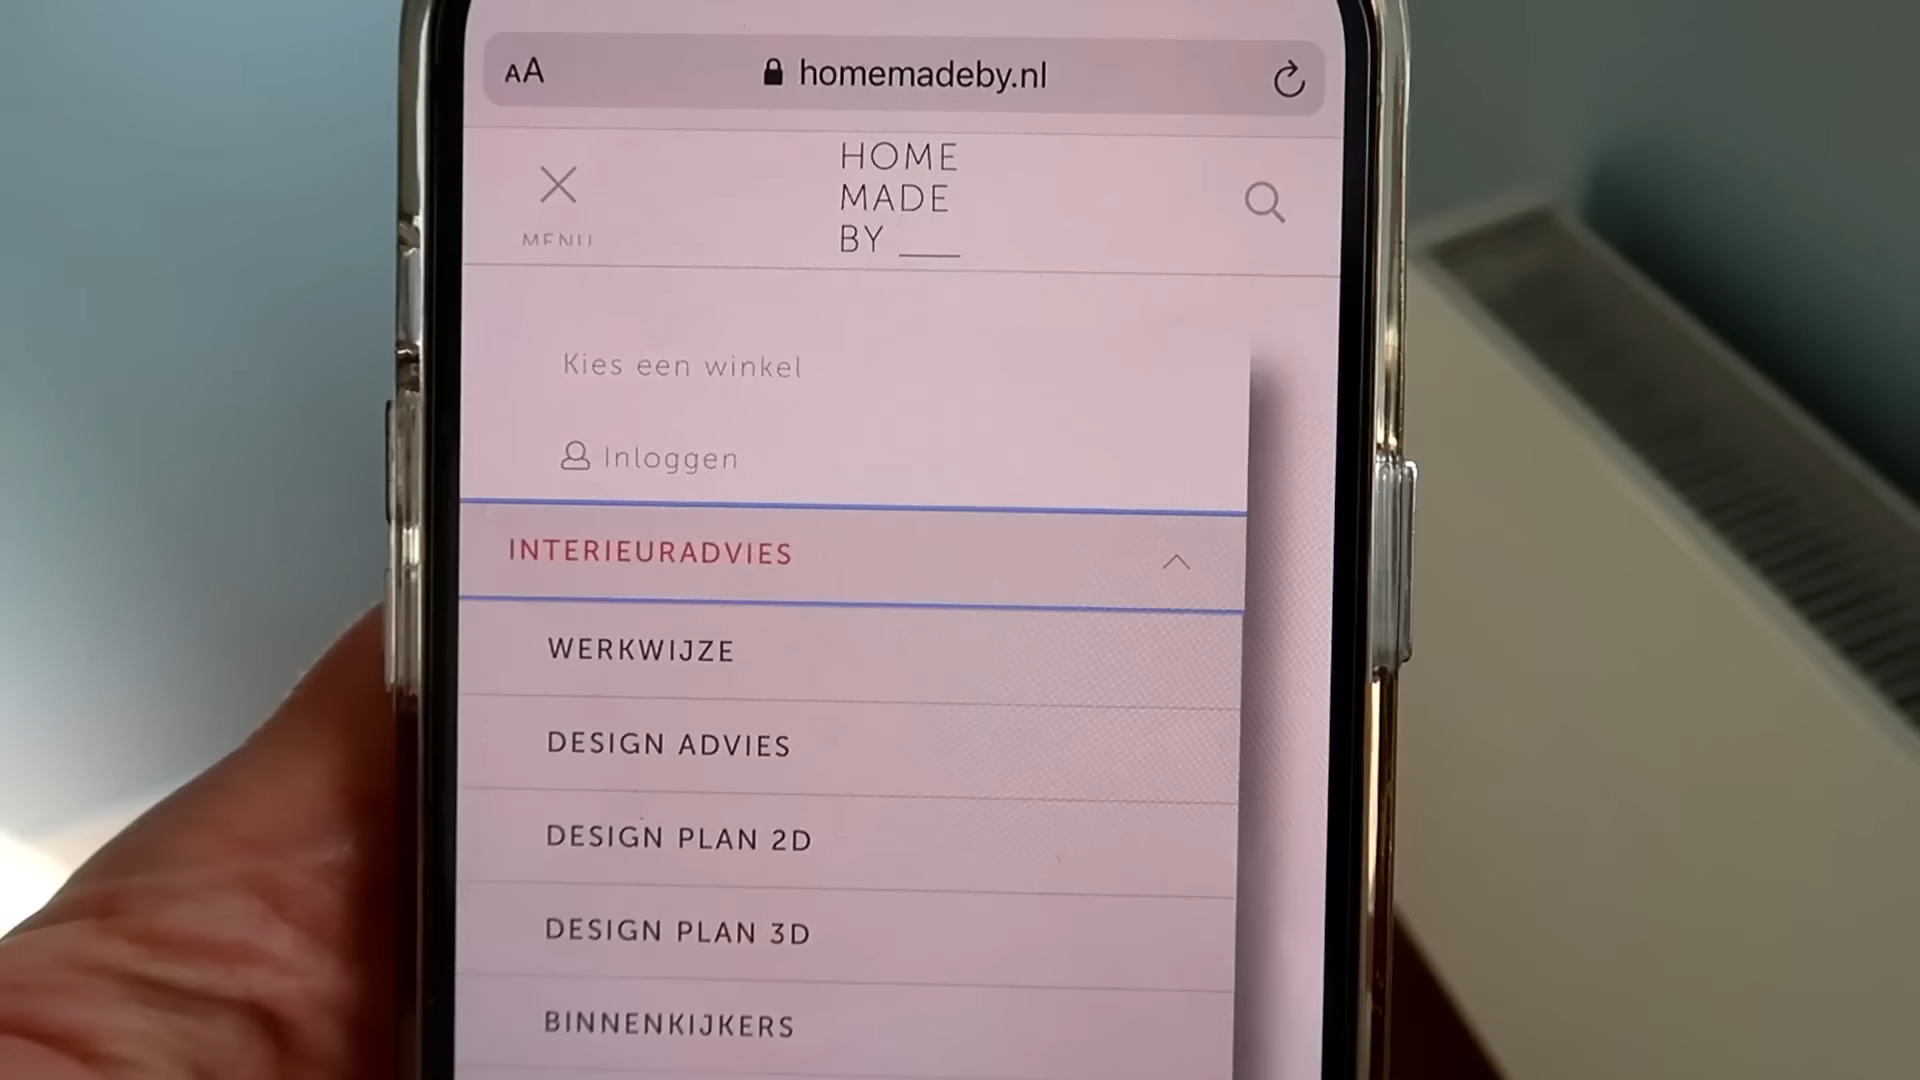 AA
homemadeby.nl
HOME
MADE
BY ___
MENU
Kies een winkel
Inloggen
INTERIEURADVIES
WERKWIJZE
DESIGN ADVIES
DESIGN PLAN 2D
DESIGN PLAN 3D
BINNENKIJKERS